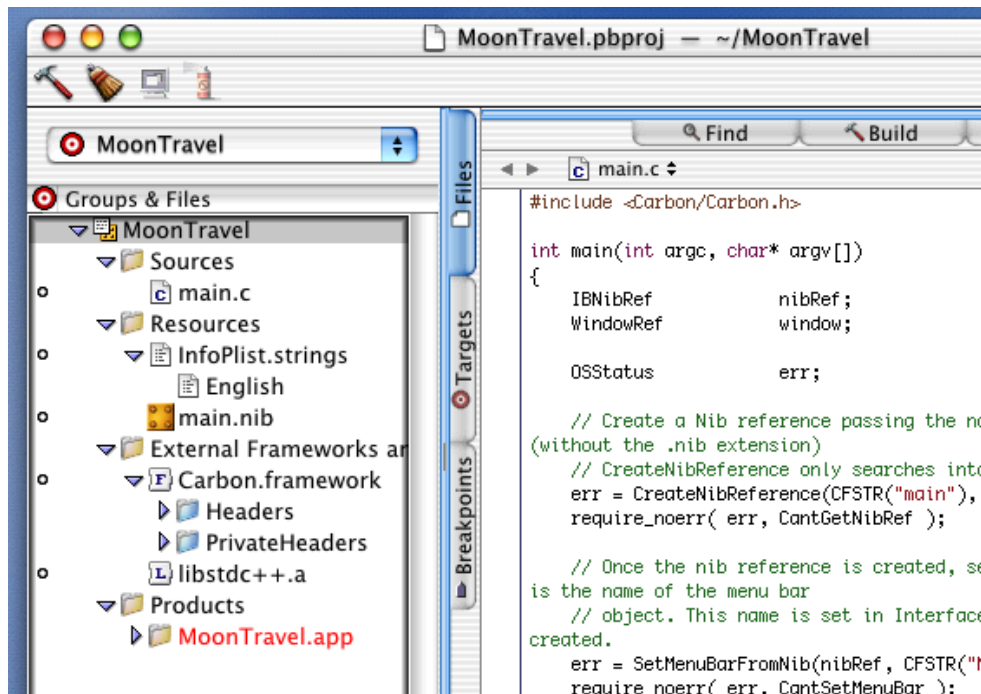 MoonTravel.pbproj — ~/MoonTravel
MoonTravel
Groups & Files
MoonTravel
Sources
main.c
Resources
InfoPlist.strings
English
main.nib
External Frameworks ar
Carbon.framework
Headers
PrivateHeaders
libstdc++.a
Products
MoonTravel.app
Files
Targets
Breakpoints
Find
Build
main.c
#include <Carbon/Carbon.h>
int main(int argc, char* argv[])
{
IBNibRef nibRef;
WindowRef window;
OSStatus err;
// Create a Nib reference passing the
(without the .nib extension)
// CreateNibReference only searches into
err = CreateNibReference(CFSTR("main"),
require_noerr( err, CantGetNibRef );
// Once the nib reference is created,
is the name of the menu bar
// object. This name is set in Interface
created.
err = SetMenuBarFromNib(nibRef, CFSTR("
require_noerr( err, CantSetMenuBar );